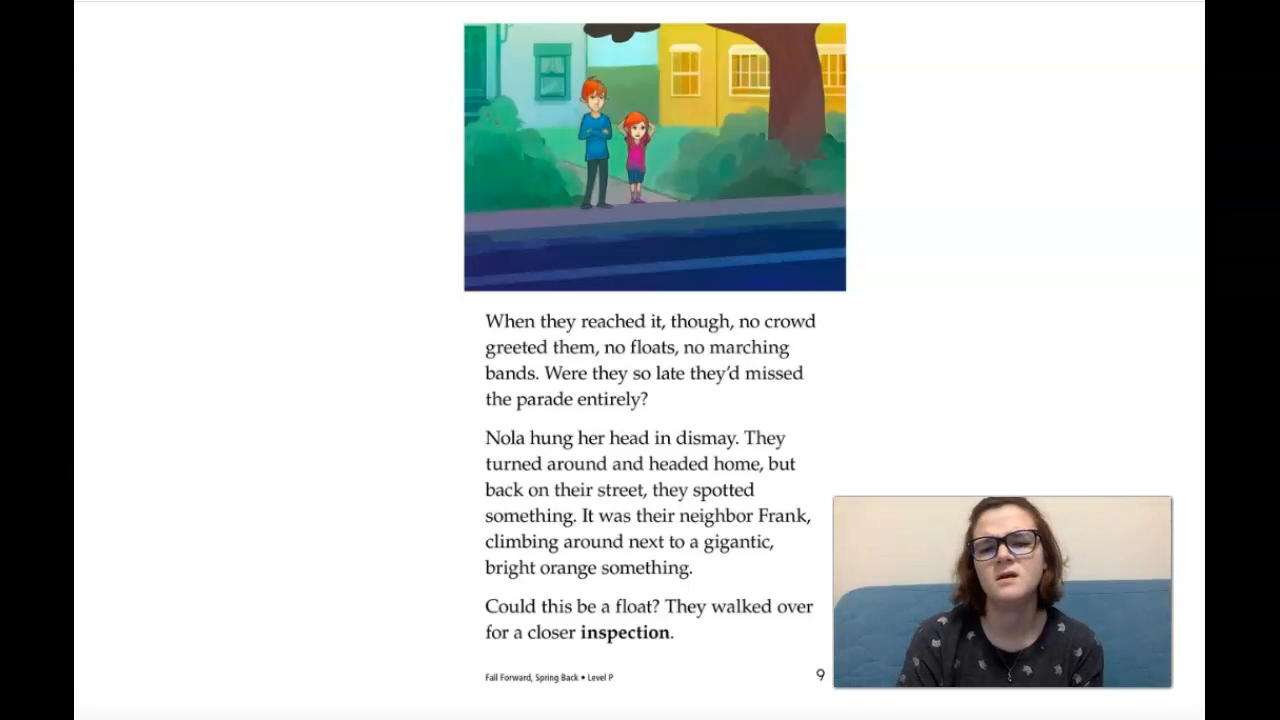 When they reached it, though, no crowd
greeted them, no floats, no marching
bands. Were they so late they’d missed
the parade entirely?
Nola hung her head in dismay. They
turned around and headed home, but
back on their street, they spotted
something. It was their neighbor Frank,
climbing around next to a gigantic,
bright orange something.
Could this be a float? They walked over
for a closer inspection.
Fall Forward, Spring Back • Level P
9